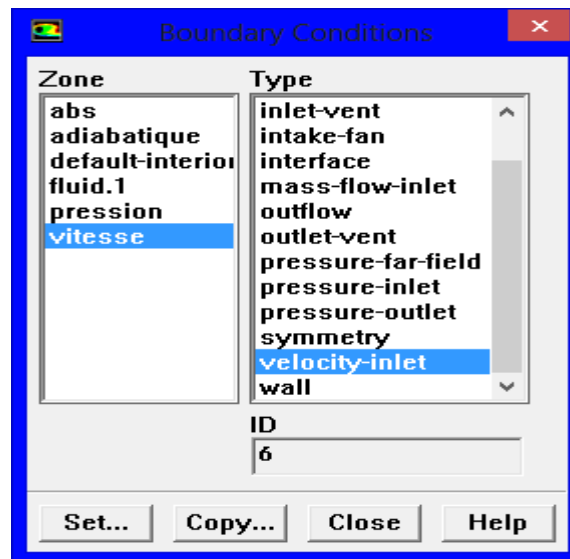 Boundary Conditions
Zone
abs
adiabatique
default-interior
fluid.1
pression
vitesse
Type
inlet-vent
intake-fan
interface
mass-flow-inlet
outflow
outlet-vent
pressure-far-field
pressure-inlet
pressure-outlet
symmetry
velocity-inlet
wall
ID
6
Set... Copy... Close Help